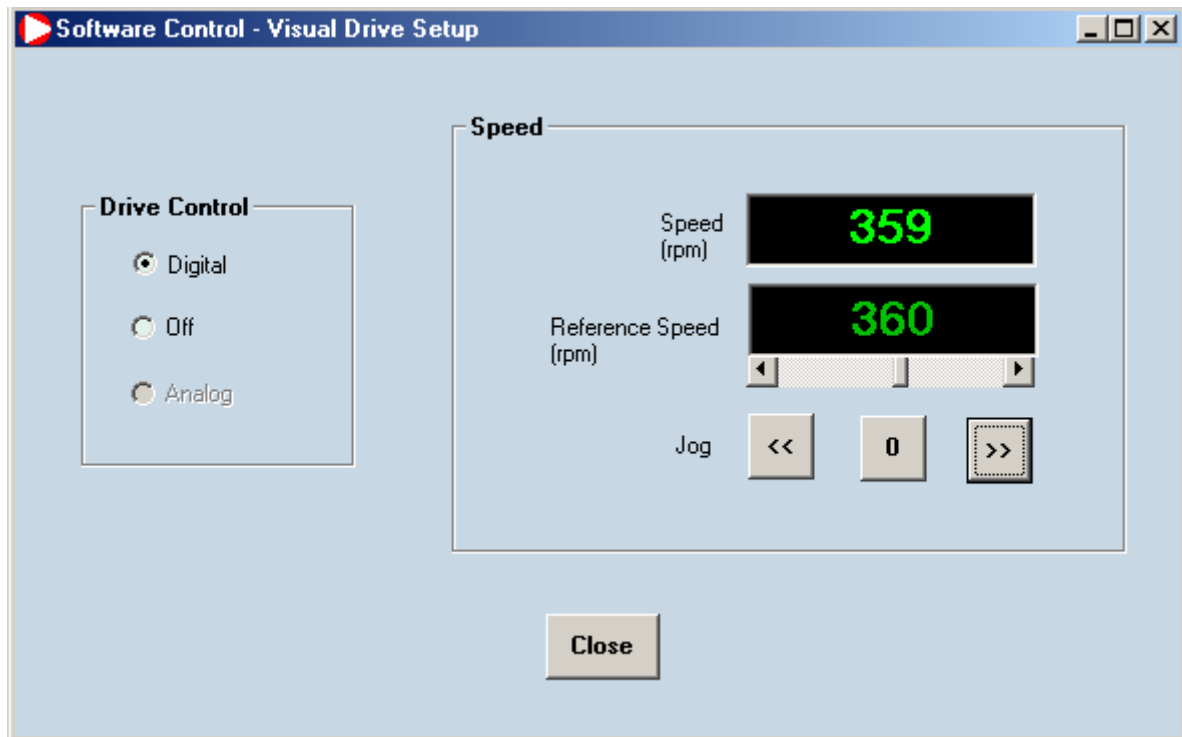 Software Control - Visual Drive Setup
Drive Control
Digital
Off
Analog
Speed
Speed
(rpm)
359
Reference Speed
(rpm)
360
Jog
<<
0
>>
Close